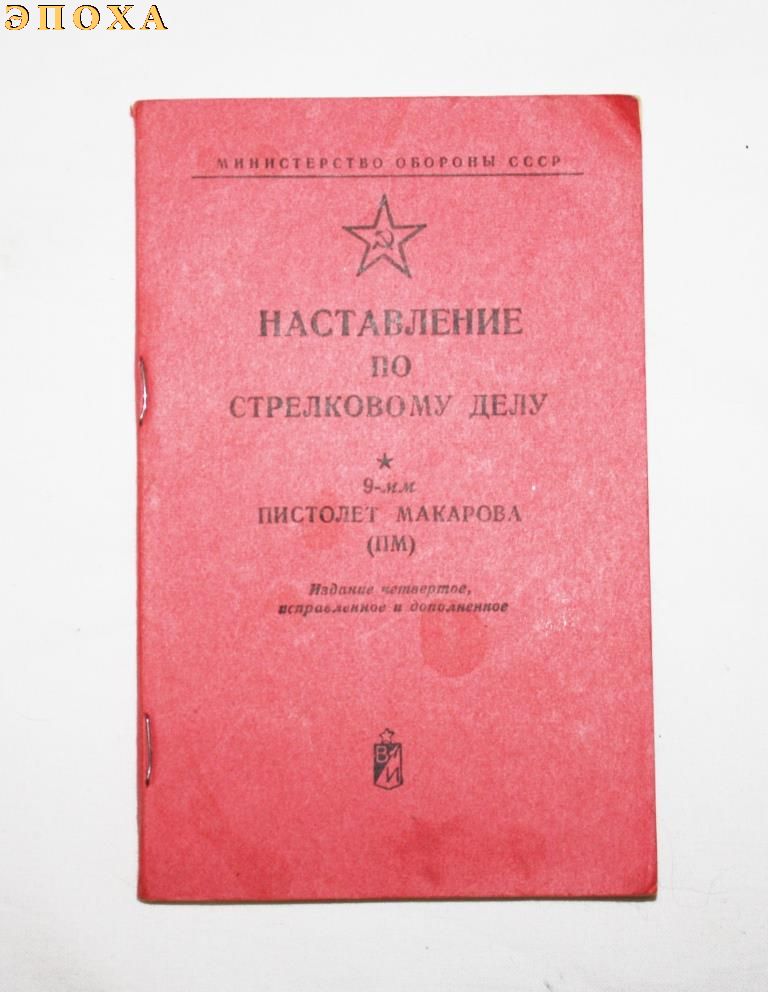 ЭПОХА
МИНИСТЕРСТВО ОБОРОНЫ СССР
НАСТАВЛЕНИЕ
ПО
СТРЕЛКОВОМУ ДЕЛУ
9-мм
ПИСТОЛЕТ МАКАРОВА
(ПМ)
Издание четвертое,
исправленное и дополненное
В И